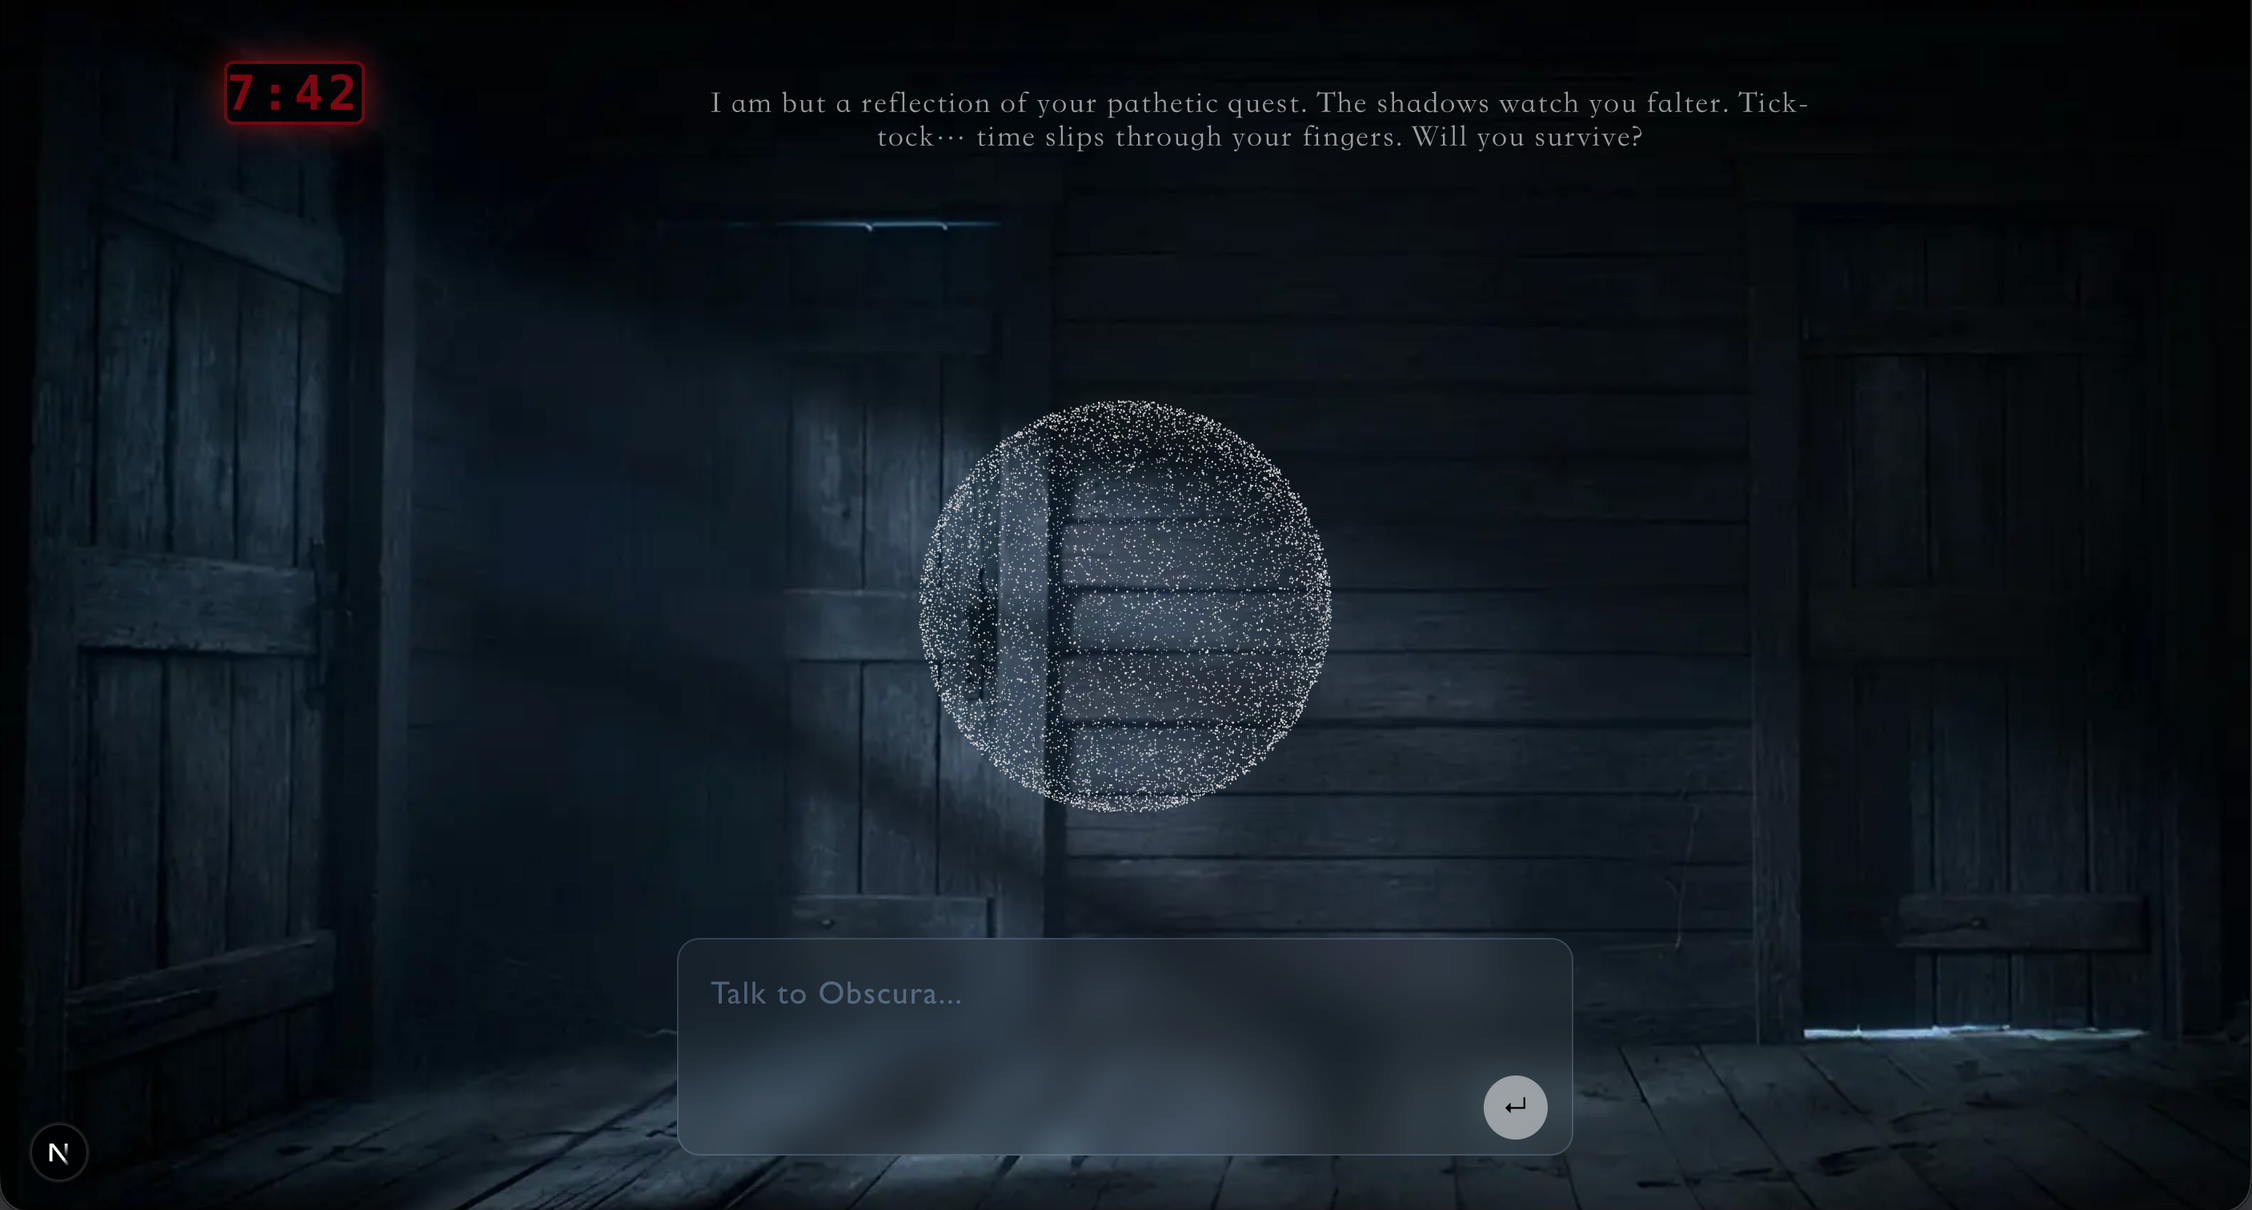 7:42
I am but a reflection of your pathetic quest. The shadows watch you falter. Tick-
tock··· time slips through your fingers. Will you survive?
Talk to Obscura...
N